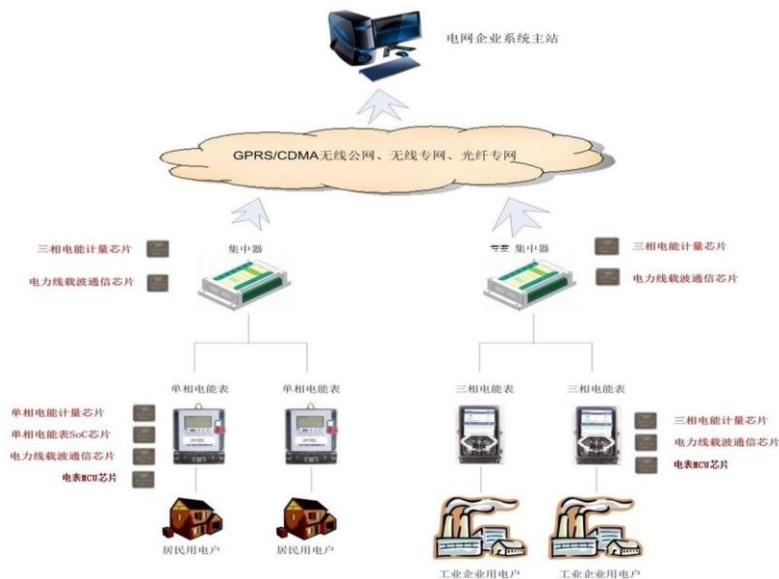 电网企业系统主站
GPRS/CDMA无线公网、无线专网、光纤专网
三相电能计量芯片
集中器
专变 集中器
三相电能计量芯片
电力线载波通信芯片
电力线载波通信芯片
单相电能表
单相电能表
三相电能表
三相电能表
单相电能计量芯片
单相电能表SoC芯片
电力线载波通信芯片
电表MCU芯片
三相电能计量芯片
电力线载波通信芯片
电表MCU芯片
居民用电户
居民用电户
工业企业用电户
工业企业用电户